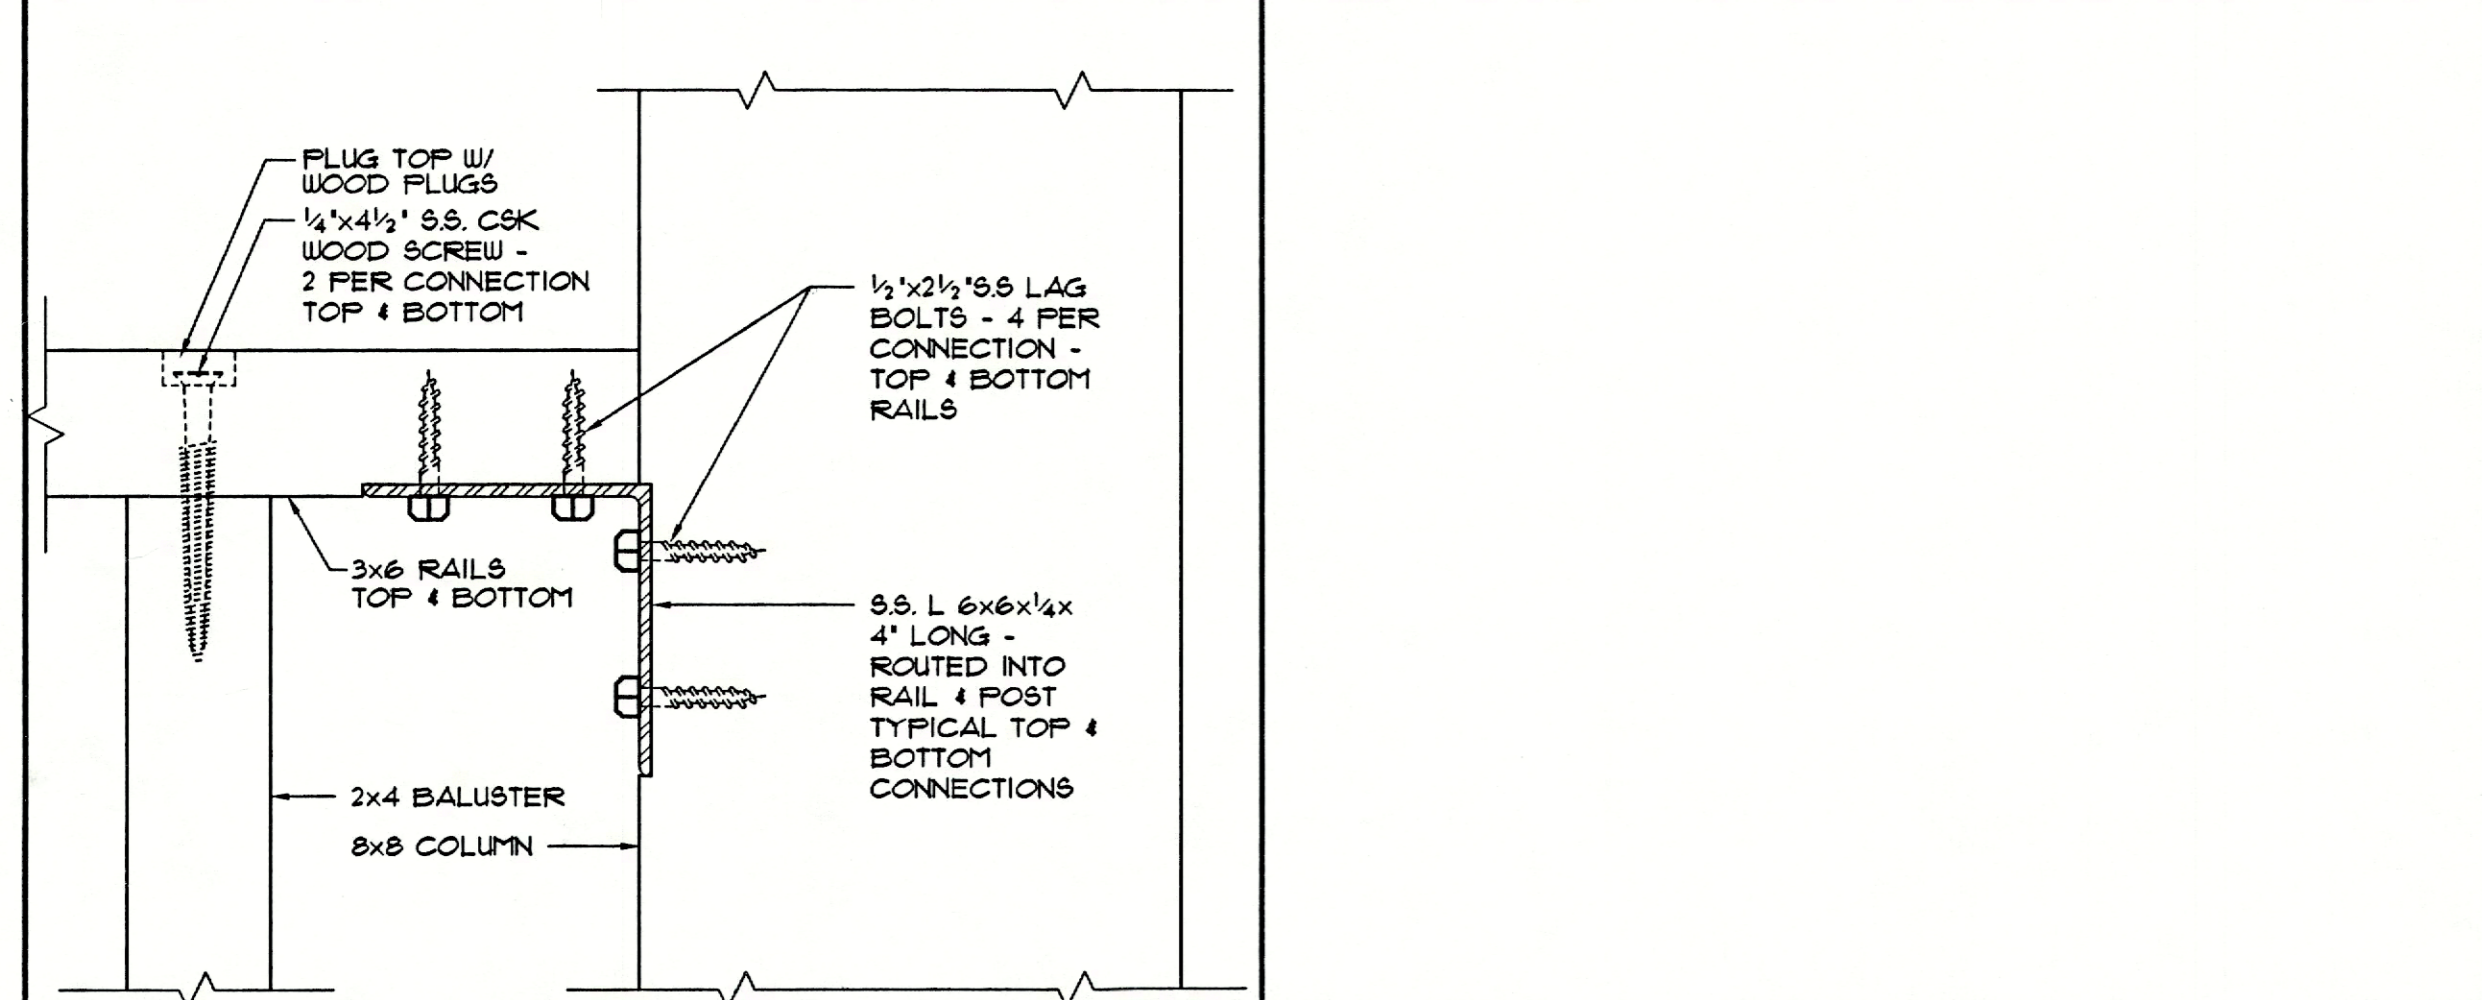 PLUG TOP W/
WOOD PLUGS
¼"x4½" S.S. CSK
WOOD SCREW -
2 PER CONNECTION
TOP & BOTTOM
½"x2½"S.S LAG
BOLTS - 4 PER
CONNECTION -
TOP & BOTTOM
RAILS
3x6 RAILS
TOP & BOTTOM
S.S. L 6x6x¼x
4" LONG -
ROUTED INTO
RAIL & POST
TYPICAL TOP &
BOTTOM
CONNECTIONS
2x4 BALUSTER
8x8 COLUMN